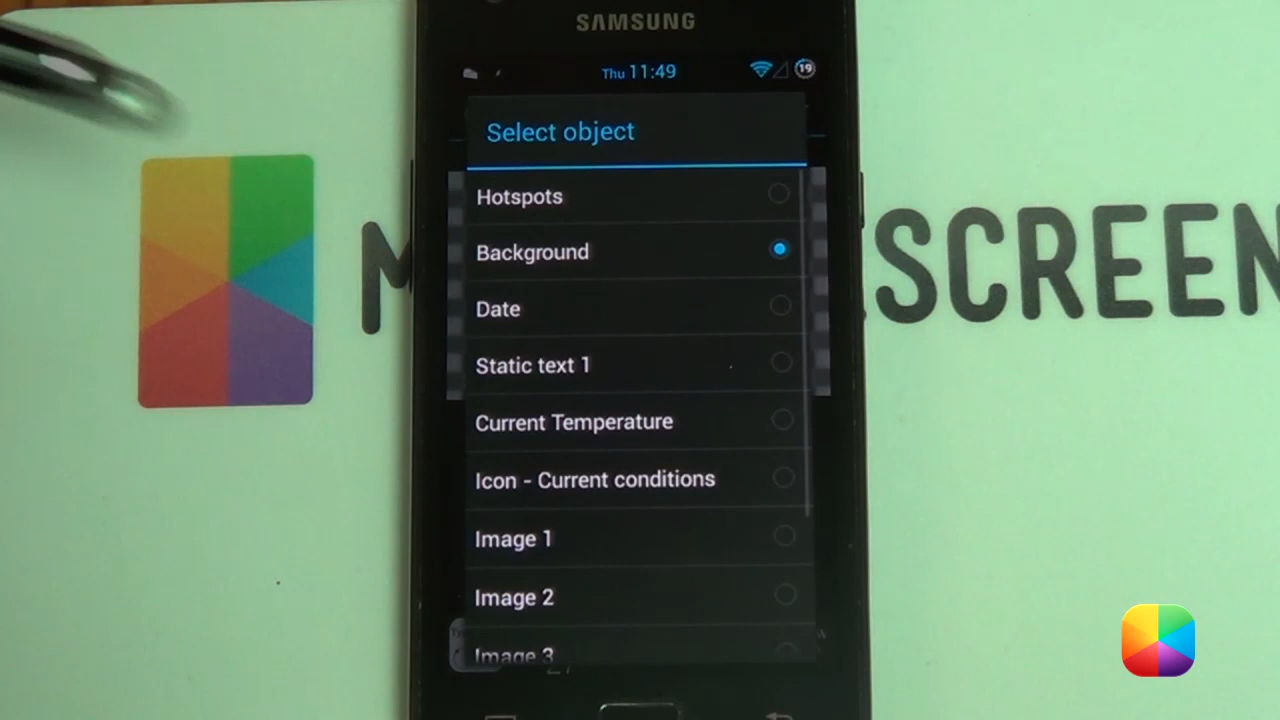 SAMSUNG
Thu 11:49
19
Select object
Hotspots
Background
Date
Static text 1
Current Temperature
Icon - Current conditions
Image 1
Image 2
Image 3
M
SCREEN